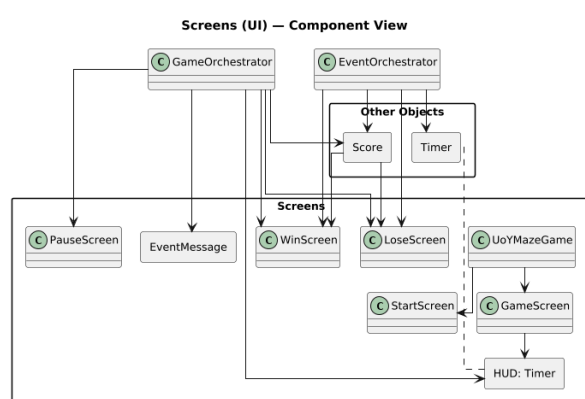 Screens (UI) — Component View
C GameOrchestrator
C EventOrchestrator
Other Objects
Score
Timer
Screens
C PauseScreen
EventMessage
C WinScreen
C LoseScreen
C UoYMazeGame
C StartScreen
C GameScreen
HUD: Timer